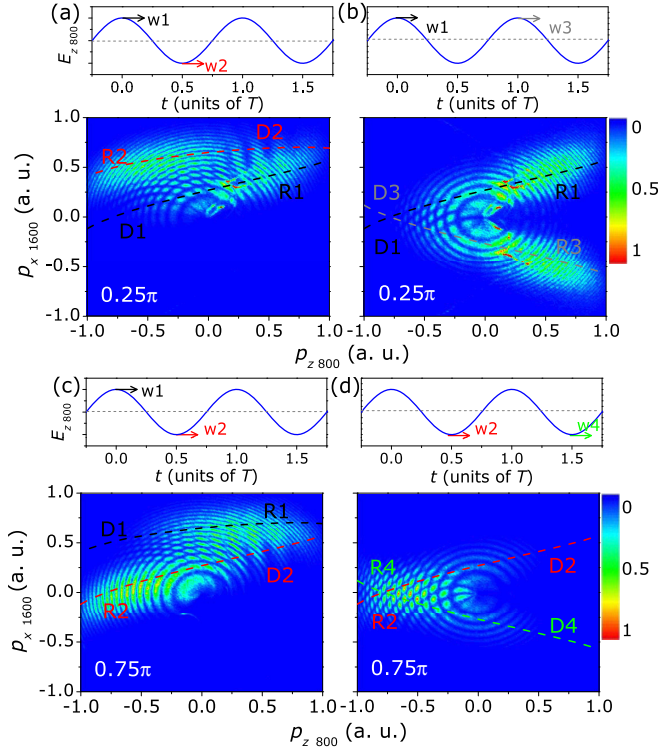 (a)
E z 800
w1
w2
0.0 0.5 1.0 1.5
t (units of T)
(b)
w1
w3
0.0 0.5 1.0 1.5
t (units of T)
p x 1600 (a. u.)
1.0
0.5
0.0
-0.5
-1.0
R2
D2
R1
D1
0.25π
-1.0 -0.5 0.0 0.5 1.0
D3
R1
D1
R3
0.25π
-1.0 -0.5 0.0 0.5 1.0
0
0.5
1
p z 800 (a. u.)
(c)
E z 800
w1
w2
0.0 0.5 1.0 1.5
t (units of T)
(d)
w2
w4
0.0 0.5 1.0 1.5
t (units of T)
p x 1600 (a. u.)
1.0
0.5
0.0
-0.5
-1.0
D1
R1
D2
R2
0.75π
-1.0 -0.5 0.0 0.5 1.0
R4
D2
R2
D4
0.75π
-1.0 -0.5 0.0 0.5 1.0
0
0.5
1
p z 800 (a. u.)